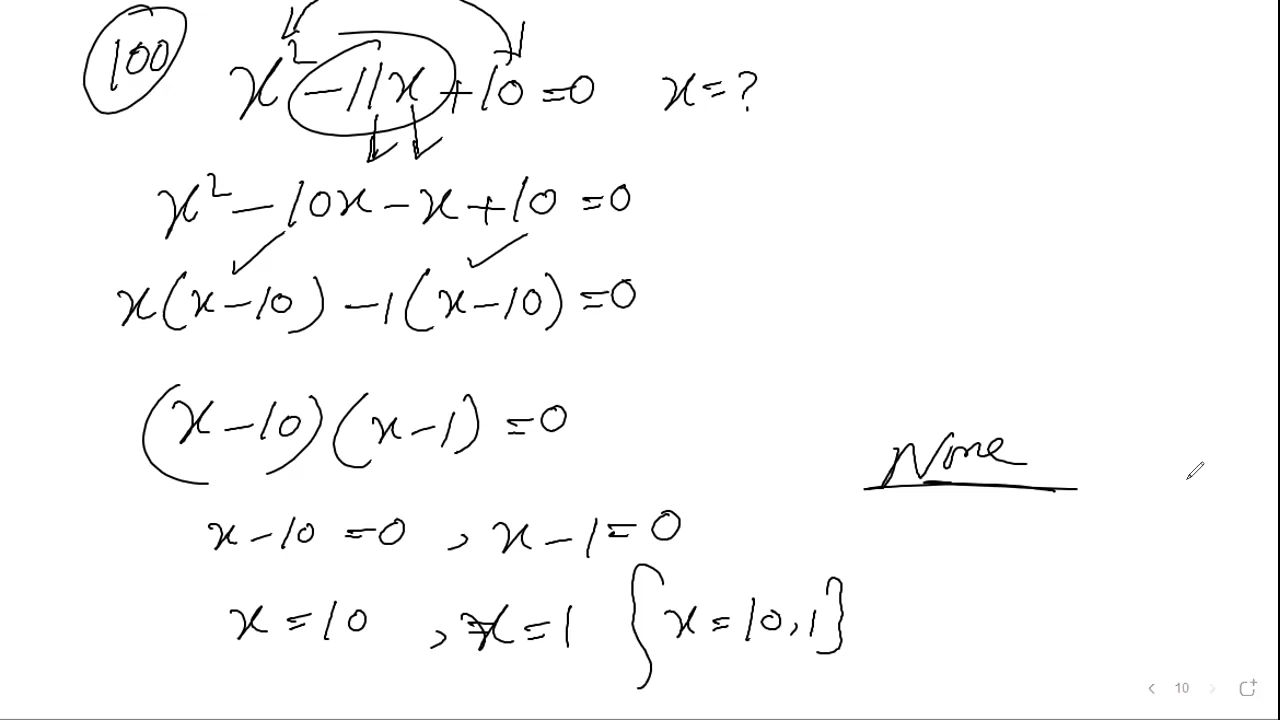 100 x² -11x +10 =0 x=?
x² - 10x - x + 10 =0
x(x-10) -1(x-10) =0
(x-10)(x-1) =0
None
x-10 =0 , x-1=0
x=10 , x=1 {x=10,1}
10